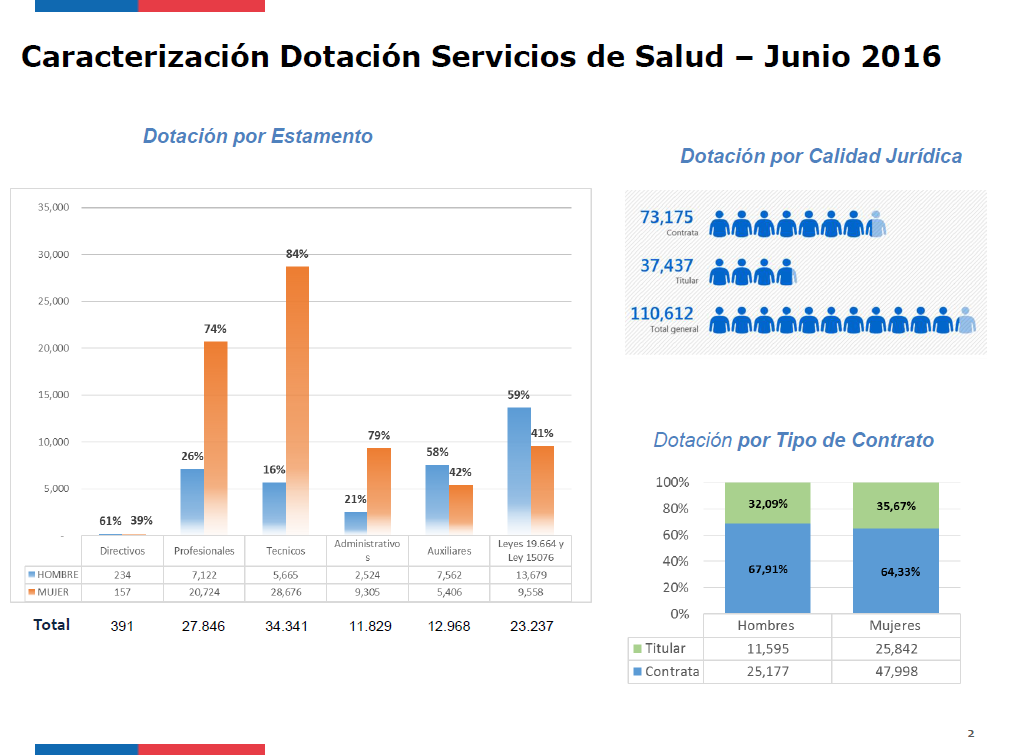 Caracterización Dotación Servicios de Salud – Junio 2016
Dotación por Estamento
35,000
30,000
25,000
20,000
15,000
10,000
5,000
-
61% 39%
26% 74%
16% 84%
21% 79%
58% 42%
59% 41%
Directivos Profesionales Tecnicos Administrativo Auxiliares Leyes 19.664 y
s Ley 15076
HOMBRE 234 7,122 5,665 2,524 7,562 13,679
MUJER 157 20,724 28,676 9,305 5,406 9,558
Total 391 27.846 34.341 11.829 12.968 23.237
Dotación por Calidad Jurídica
73,175
Contrata
37,437
Titular
110,612
Total general
Dotación por Tipo de Contrato
100%
80%
60%
40%
20%
0%
32,09% 35,67%
67,91% 64,33%
Hombres Mujeres
Titular 11,595 25,842
Contrata 25,177 47,998
2